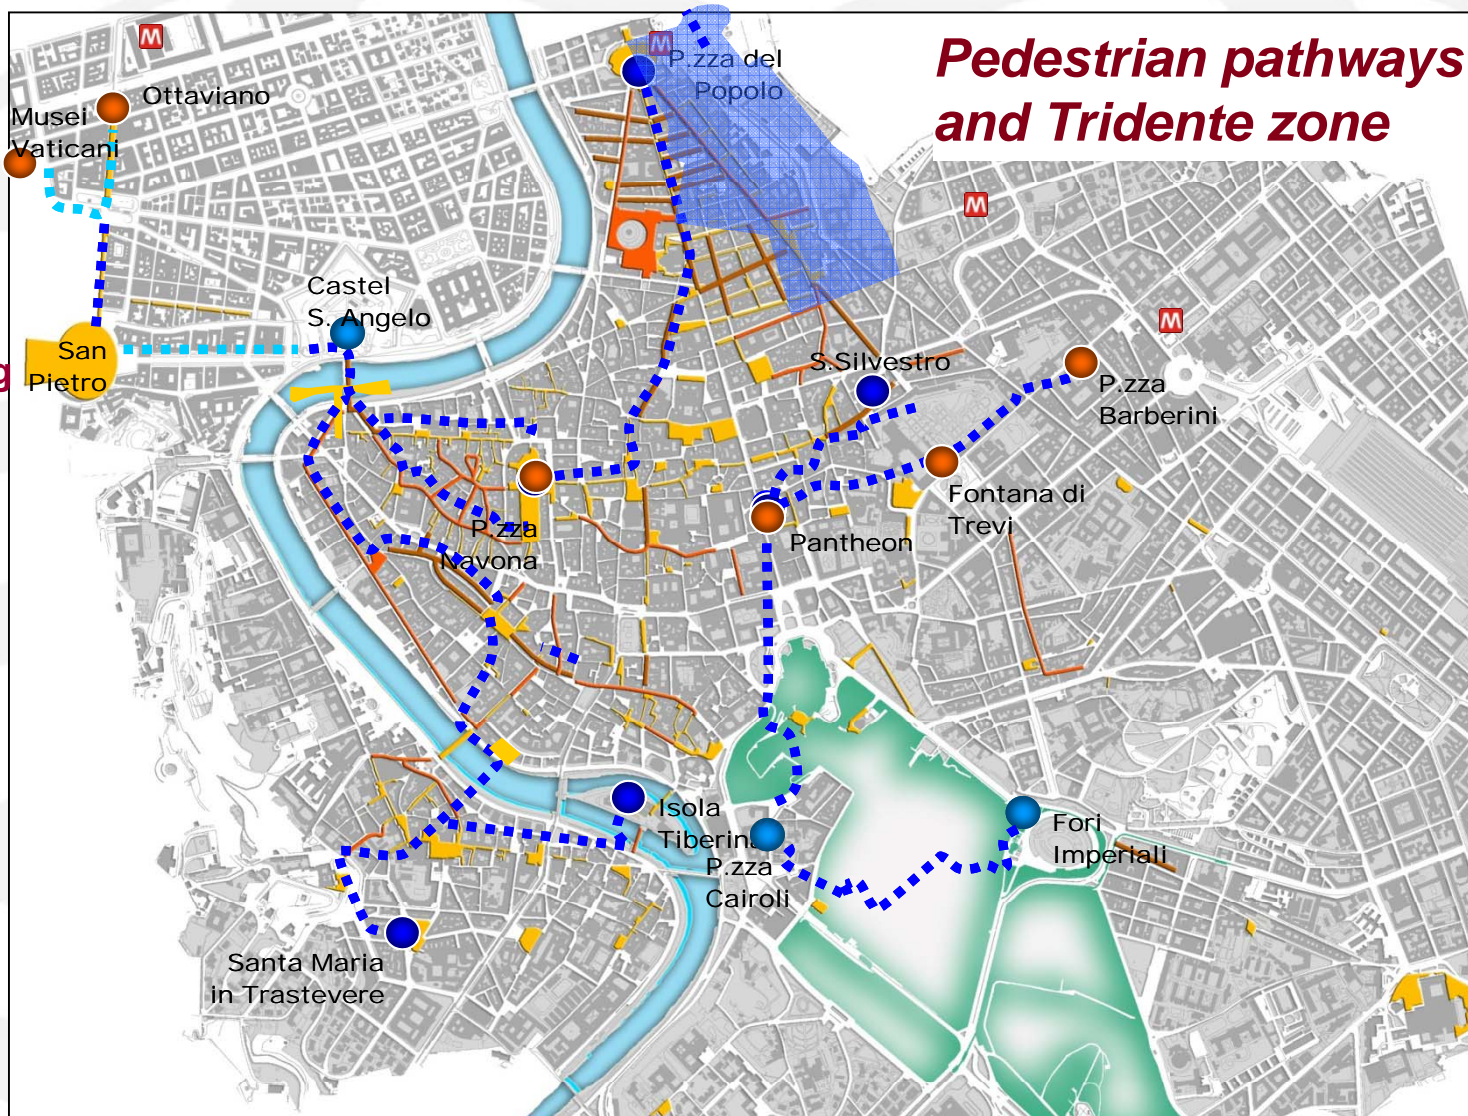 Pedestrian pathways
and Tridente zone
M
M
M
M
P.zza del
Popolo
Ottaviano
Musei
Vaticani
Castel
S. Angelo
San
Pietro
g
S.Silvestro
P.zza
Barberini
Fontana di
Trevi
Pantheon
P.zza
Navona
Isola
Tiberina
P.zza
Cairoli
Fori
Imperiali
Santa Maria
in Trastevere